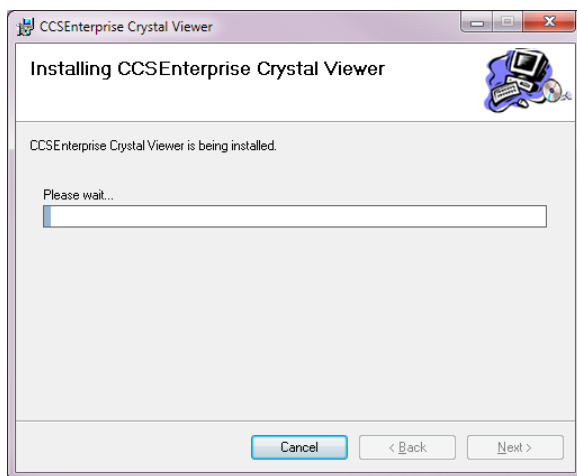 CCSEnterprise Crystal Viewer
Installing CCSEnterprise Crystal Viewer
CCSEnterprise Crystal Viewer is being installed.
Please wait...
Cancel
< Back
Next >